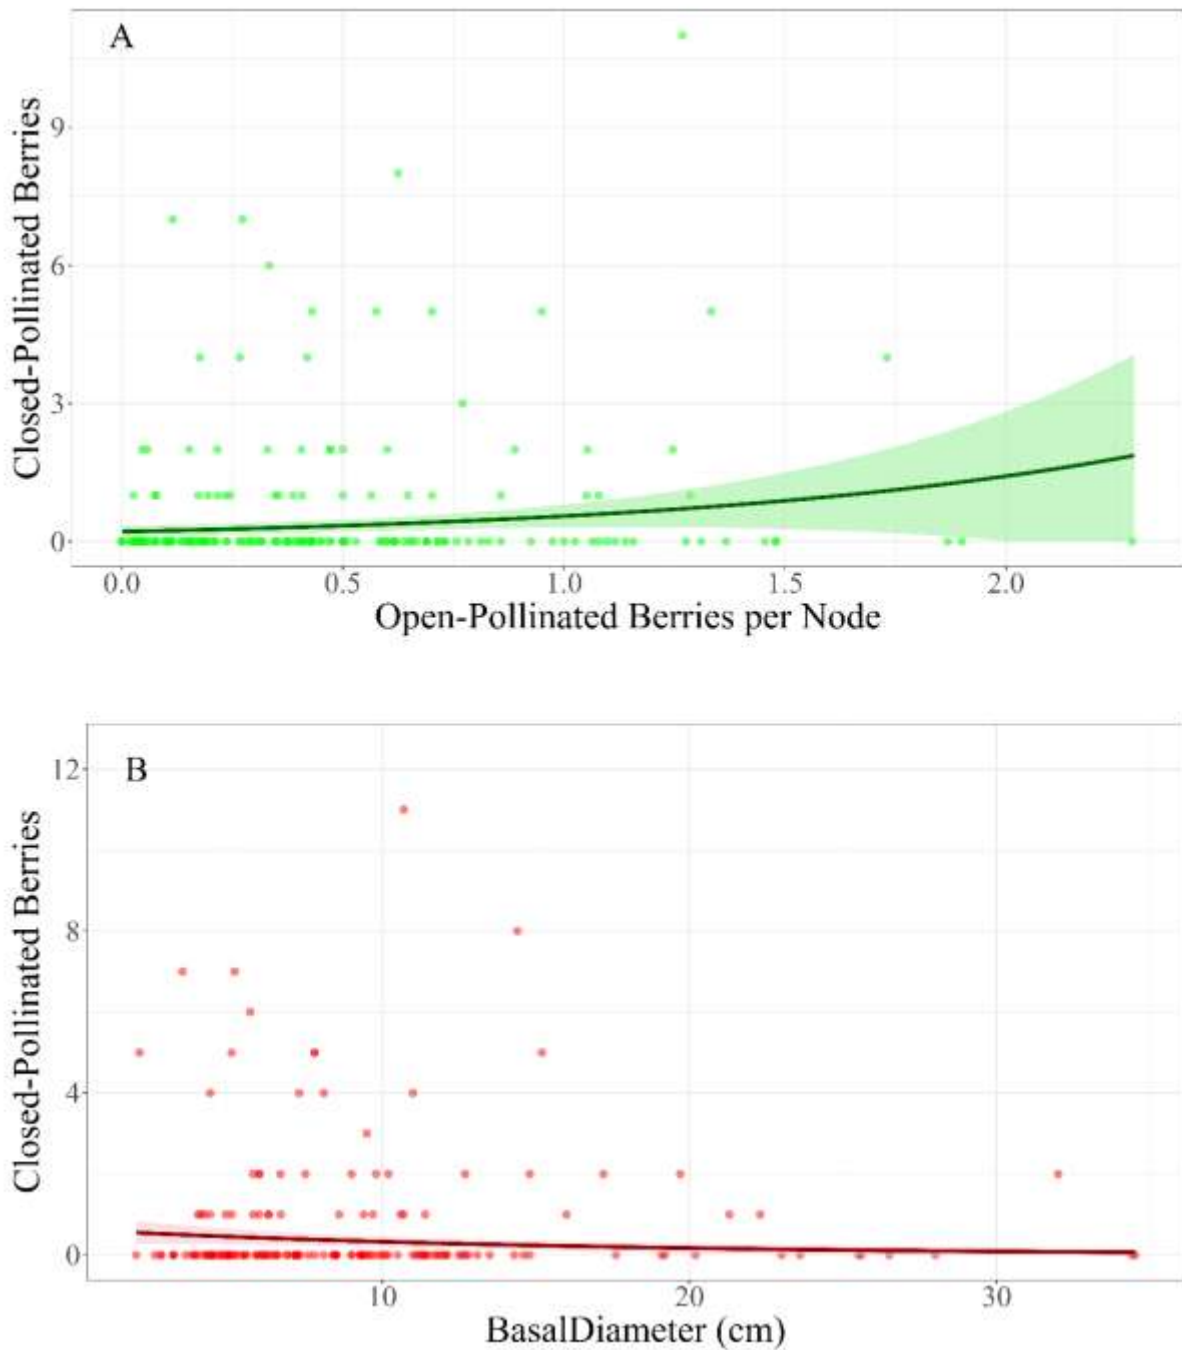 A
Closed-Pollinated Berries
9
6
3
0
0.0 0.5 1.0 1.5 2.0
Open-Pollinated Berries per Node
B
Closed-Pollinated Berries
12
8
4
0
10 20 30
BasalDiameter (cm)